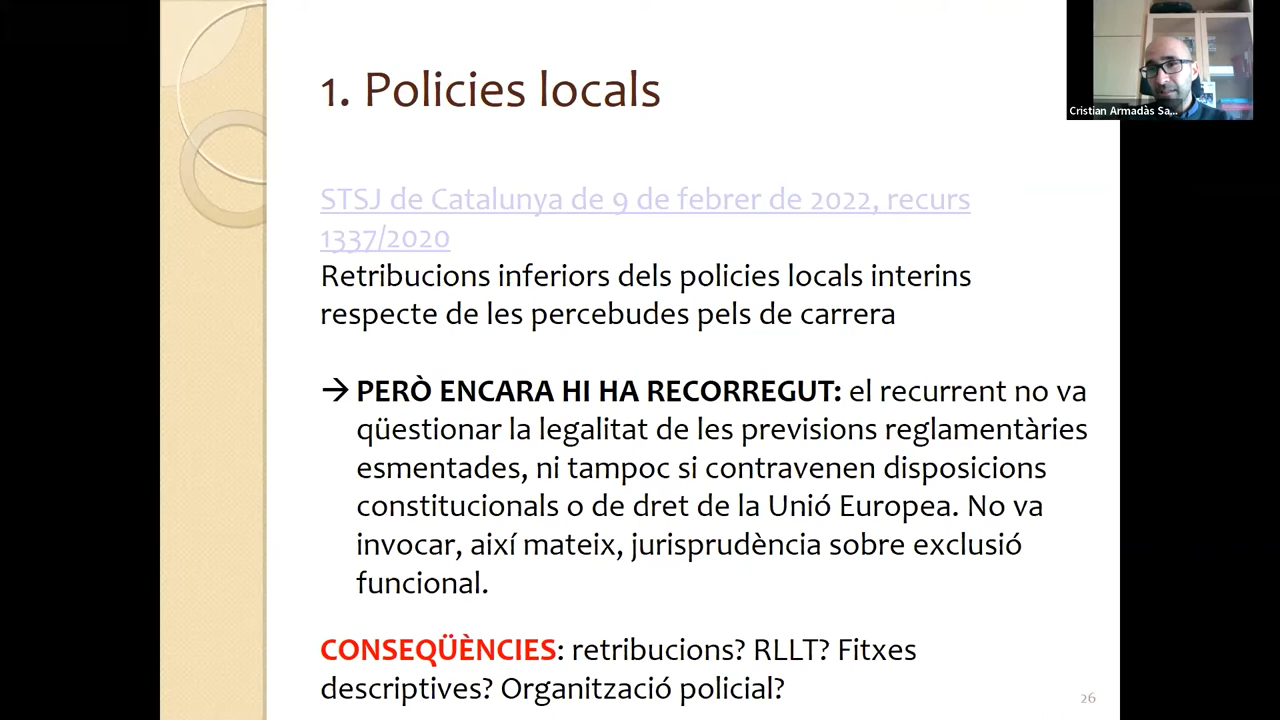 1. Policies locals
Cristian Armadàs Sa...
STSJ de Catalunya de 9 de febrer de 2022, recurs
1337/2020
Retribucions inferiors dels policies locals interins
respecte de les percebudes pels de carrera
→ PERÒ ENCARA HI HA RECORREGUT: el recurrent no va
qüestionar la legalitat de les previsions reglamentàries
esmentades, ni tampoc si contravenen disposicions
constitucionals o de dret de la Unió Europea. No va
invocar, així mateix, jurisprudència sobre exclusió
funcional.
CONSEQÜÈNCIES: retribucions? RLLT? Fitxes
descriptives? Organització policial?
26